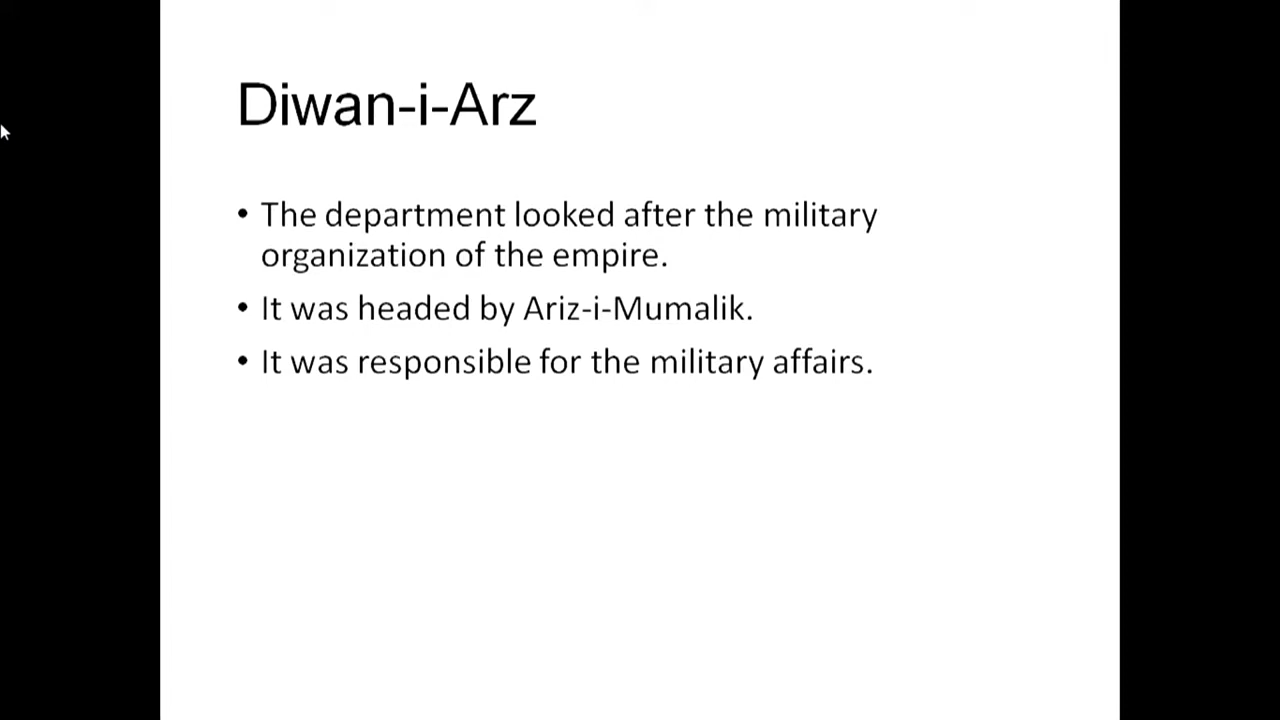 Diwan-i-Arz
• The department looked after the military
organization of the empire.
• It was headed by Ariz-i-Mumalik.
• It was responsible for the military affairs.